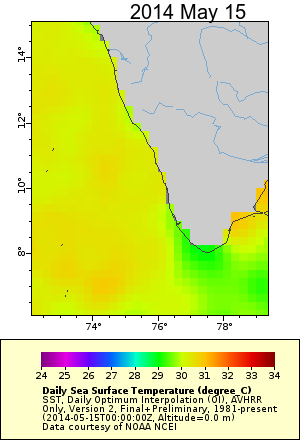 2014 May 15
14°
12°
10°
8°
74° 76° 78°
24 25 26 27 28 29 30 31 32 33 34
Daily Sea Surface Temperature (degree_C)
SST, Daily Optimum Interpolation (OI), AVHRR
Only, Version 2, Final+Preliminary, 1981-present
(2014-05-15T00:00:00Z, Altitude=0.0 m)
Data courtesy of NOAA NCEI